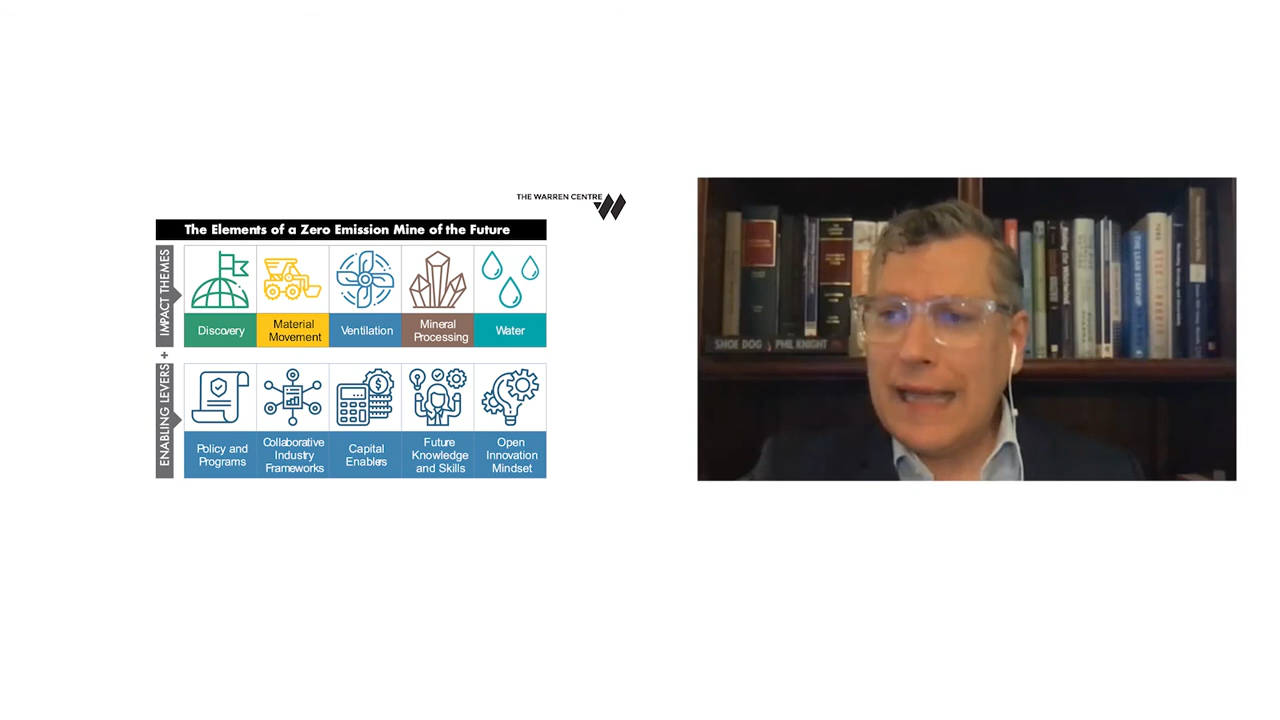 THE WARREN CENTRE
The Elements of a Zero Emission Mine of the Future
IMPACT THEMES
Discovery
Material
Movement
Ventilation
Mineral
Processing
Water
+
ENABLING LEVERS
Policy and
Programs
Collaborative
Industry
Frameworks
Capital
Enablers
Future
Knowledge
and Skills
Open
Innovation
Mindset
SHOE DOG PHIL KNIGHT
THE LEAN STARTUP